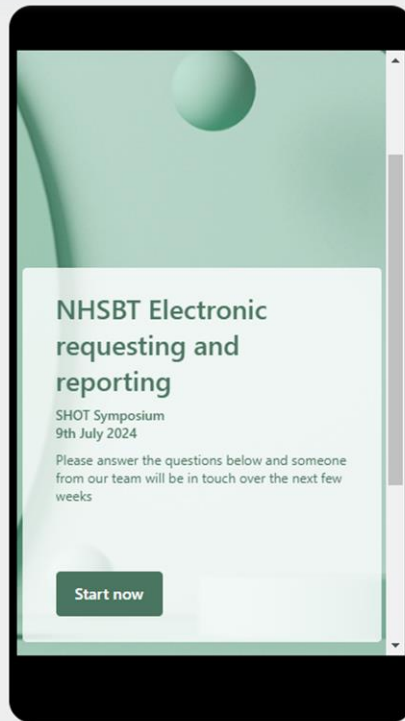 NHSBT Electronic
requesting and
reporting
SHOT Symposium
9th July 2024
Please answer the questions below and someone
from our team will be in touch over the next few
weeks
Start now